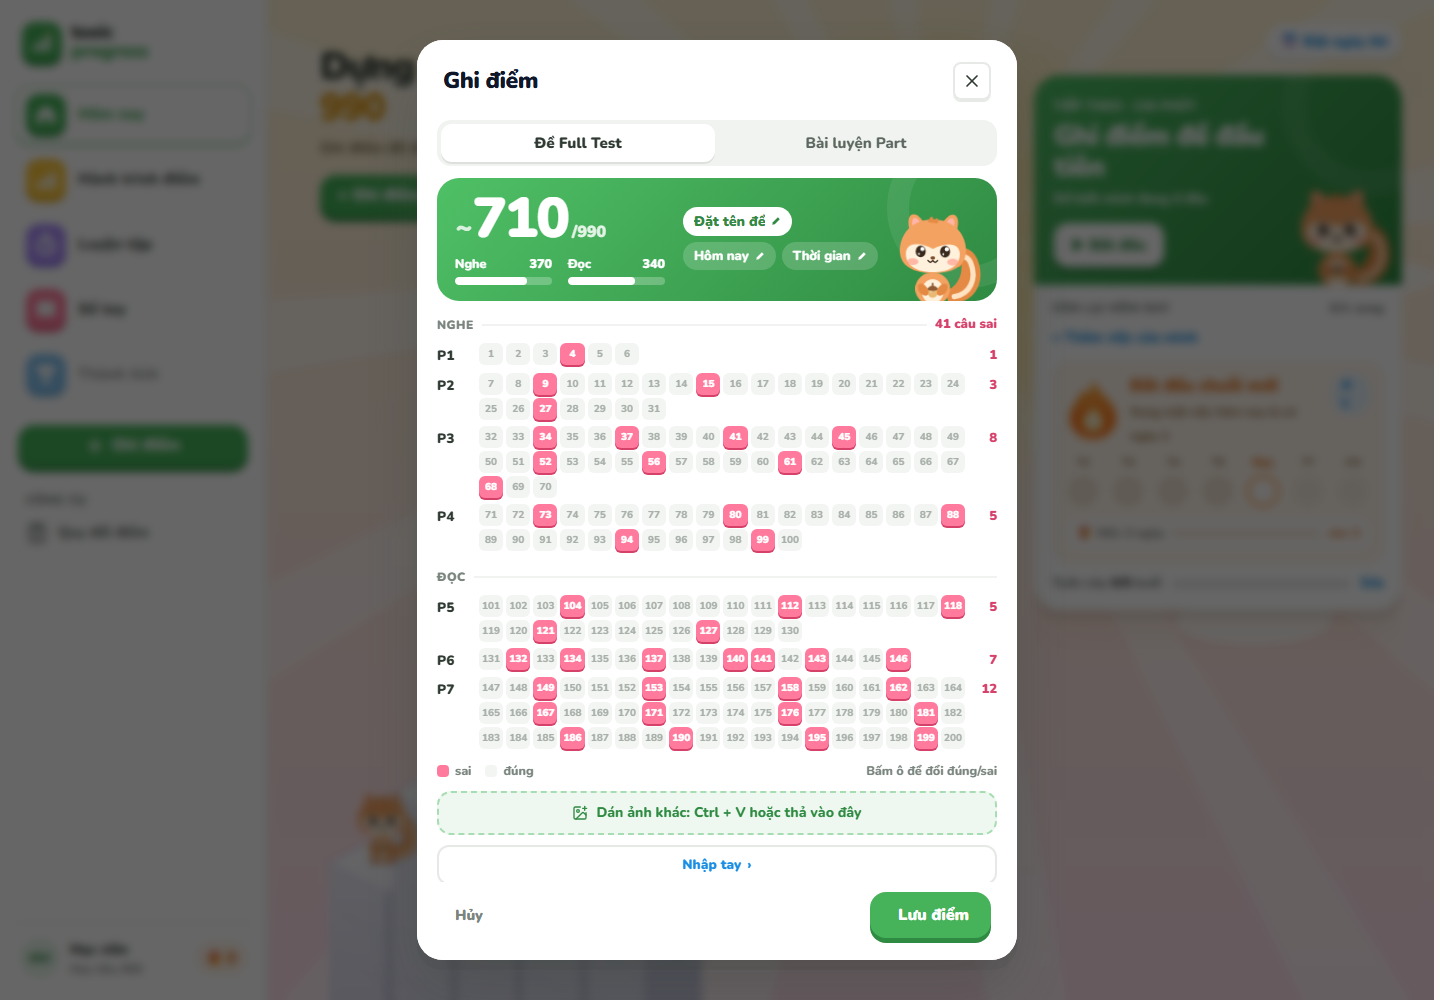 Ghi điểm
Đề Full Test
Bài luyện Part
~710/990
Nghe 370
Đọc 340
Đặt tên đề
Hôm nay
Thời gian
NGHE
41 câu sai
P1
1 2 3 4 5 6
1
P2
7 8 9 10 11 12 13 14 15 16 17 18 19 20 21 22 23 24
3
25 26 27 28 29 30 31
P3
32 33 34 35 36 37 38 39 40 41 42 43 44 45 46 47 48 49
8
50 51 52 53 54 55 56 57 58 59 60 61 62 63 64 65 66 67
68 69 70
P4
71 72 73 74 75 76 77 78 79 80 81 82 83 84 85 86 87 88
5
89 90 91 92 93 94 95 96 97 98 99 100
ĐỌC
P5
101 102 103 104 105 106 107 108 109 110 111 112 113 114 115 116 117 118
5
119 120 121 122 123 124 125 126 127 128 129 130
P6
131 132 133 134 135 136 137 138 139 140 141 142 143 144 145 146
7
P7
147 148 149 150 151 152 153 154 155 156 157 158 159 160 161 162 163 164
12
165 166 167 168 169 170 171 172 173 174 175 176 177 178 179 180 181 182
183 184 185 186 187 188 189 190 191 192 193 194 195 196 197 198 199 200
sai
đúng
Bấm ô để đổi đúng/sai
Dán ảnh khác: Ctrl + V hoặc thả vào đây
Nhập tay ›
Hủy
Lưu điểm
Dựng
990
Ghi điểm đề đầu
tiên